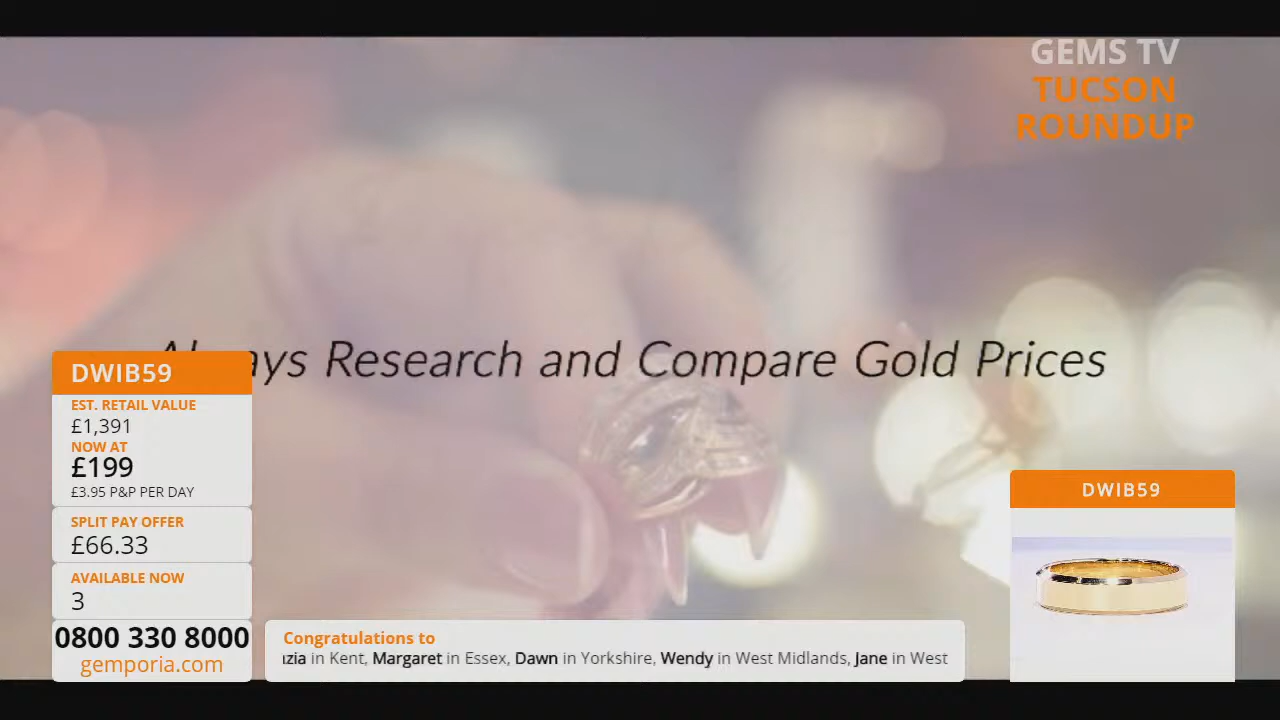 GEMS TV
TUCSON
ROUNDUP
Always Research and Compare Gold Prices
DWIB59
EST. RETAIL VALUE
£1,391
NOW AT
£199
£3.95 P&P PER DAY
SPLIT PAY OFFER
£66.33
AVAILABLE NOW
3
0800 330 8000
gemporia.com
Congratulations to
in Kent, Margaret in Essex, Dawn in Yorkshire, Wendy in West Midlands, Jane in West
DWIB59